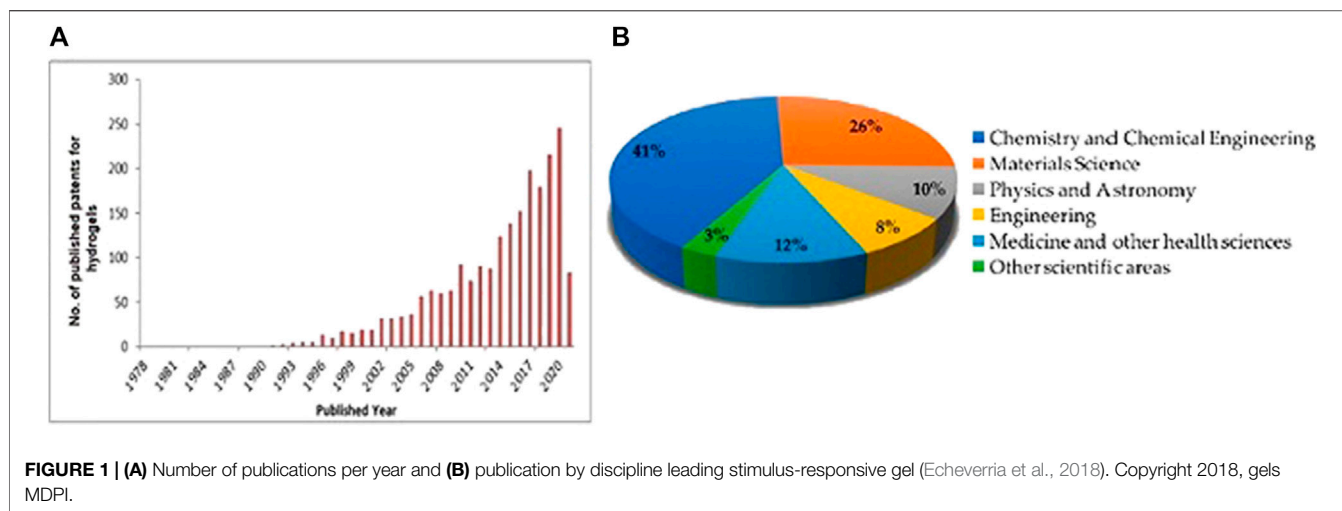 A
B
300
250
200
150
100
50
0
No. of published patents for
hydrogels
1978
1981
1984
1987
1990
1993
1996
1999
2002
2005
2008
2011
2014
2017
2020
Published Year
41%
26%
10%
8%
12%
3%
Chemistry and Chemical Engineering
Materials Science
Physics and Astronomy
Engineering
Medicine and other health sciences
Other scientific areas
FIGURE 1 | (A) Number of publications per year and (B) publication by discipline leading stimulus-responsive gel (Echeverria et al., 2018). Copyright 2018, gels
MDPI.